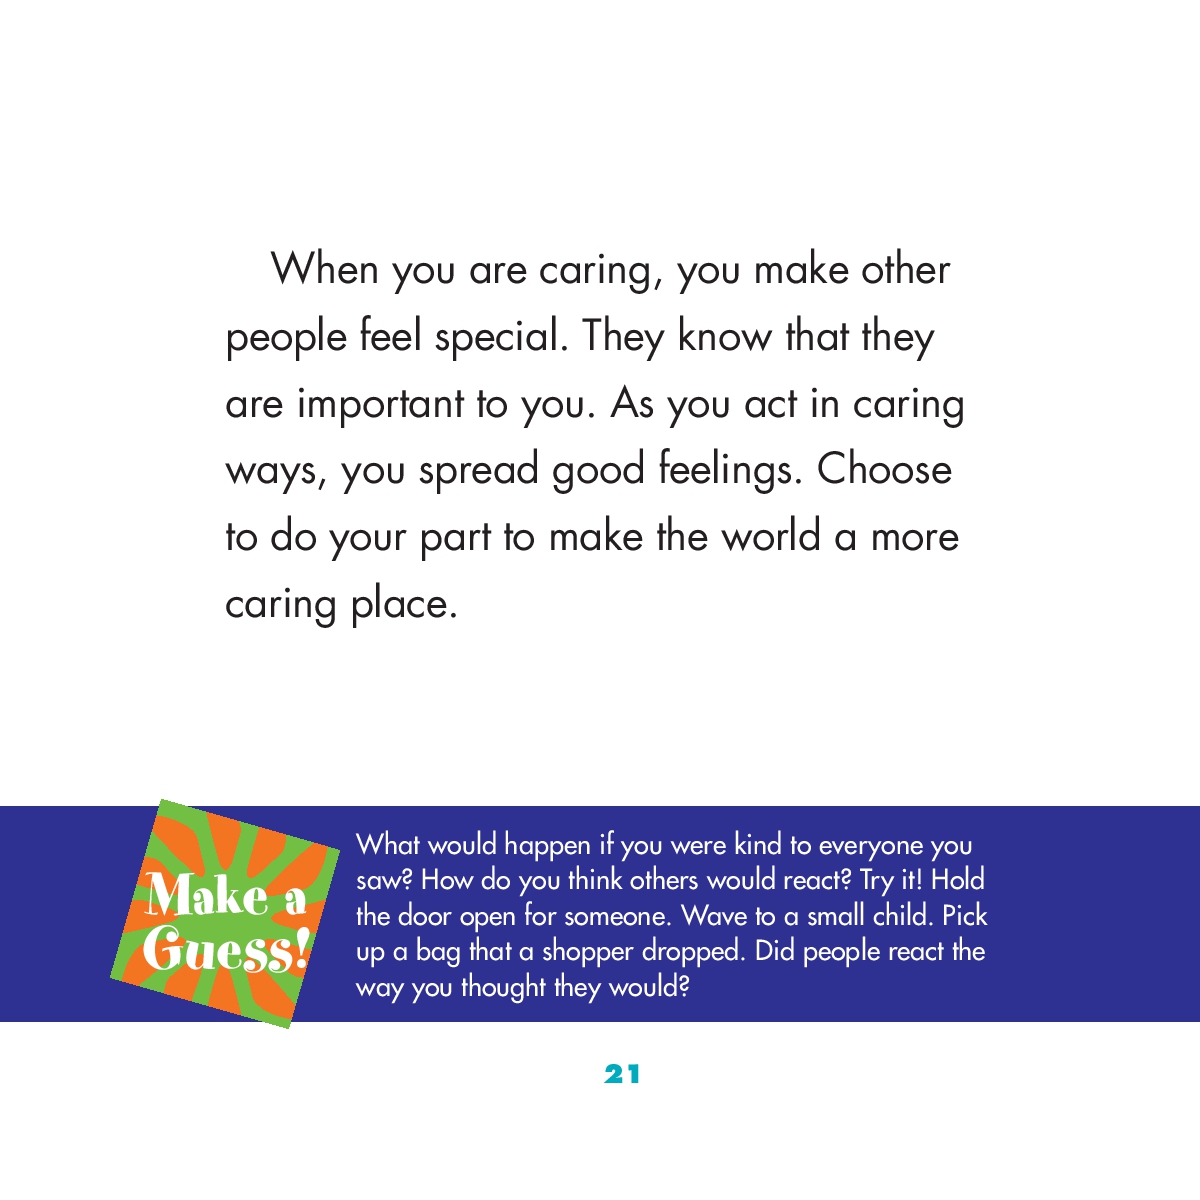 When you are caring, you make other
people feel special. They know that they
are important to you. As you act in caring
ways, you spread good feelings. Choose
to do your part to make the world a more
caring place.
Make a
Guess!
What would happen if you were kind to everyone you
saw? How do you think others would react? Try it! Hold
the door open for someone. Wave to a small child. Pick
up a bag that a shopper dropped. Did people react the
way you thought they would?
21